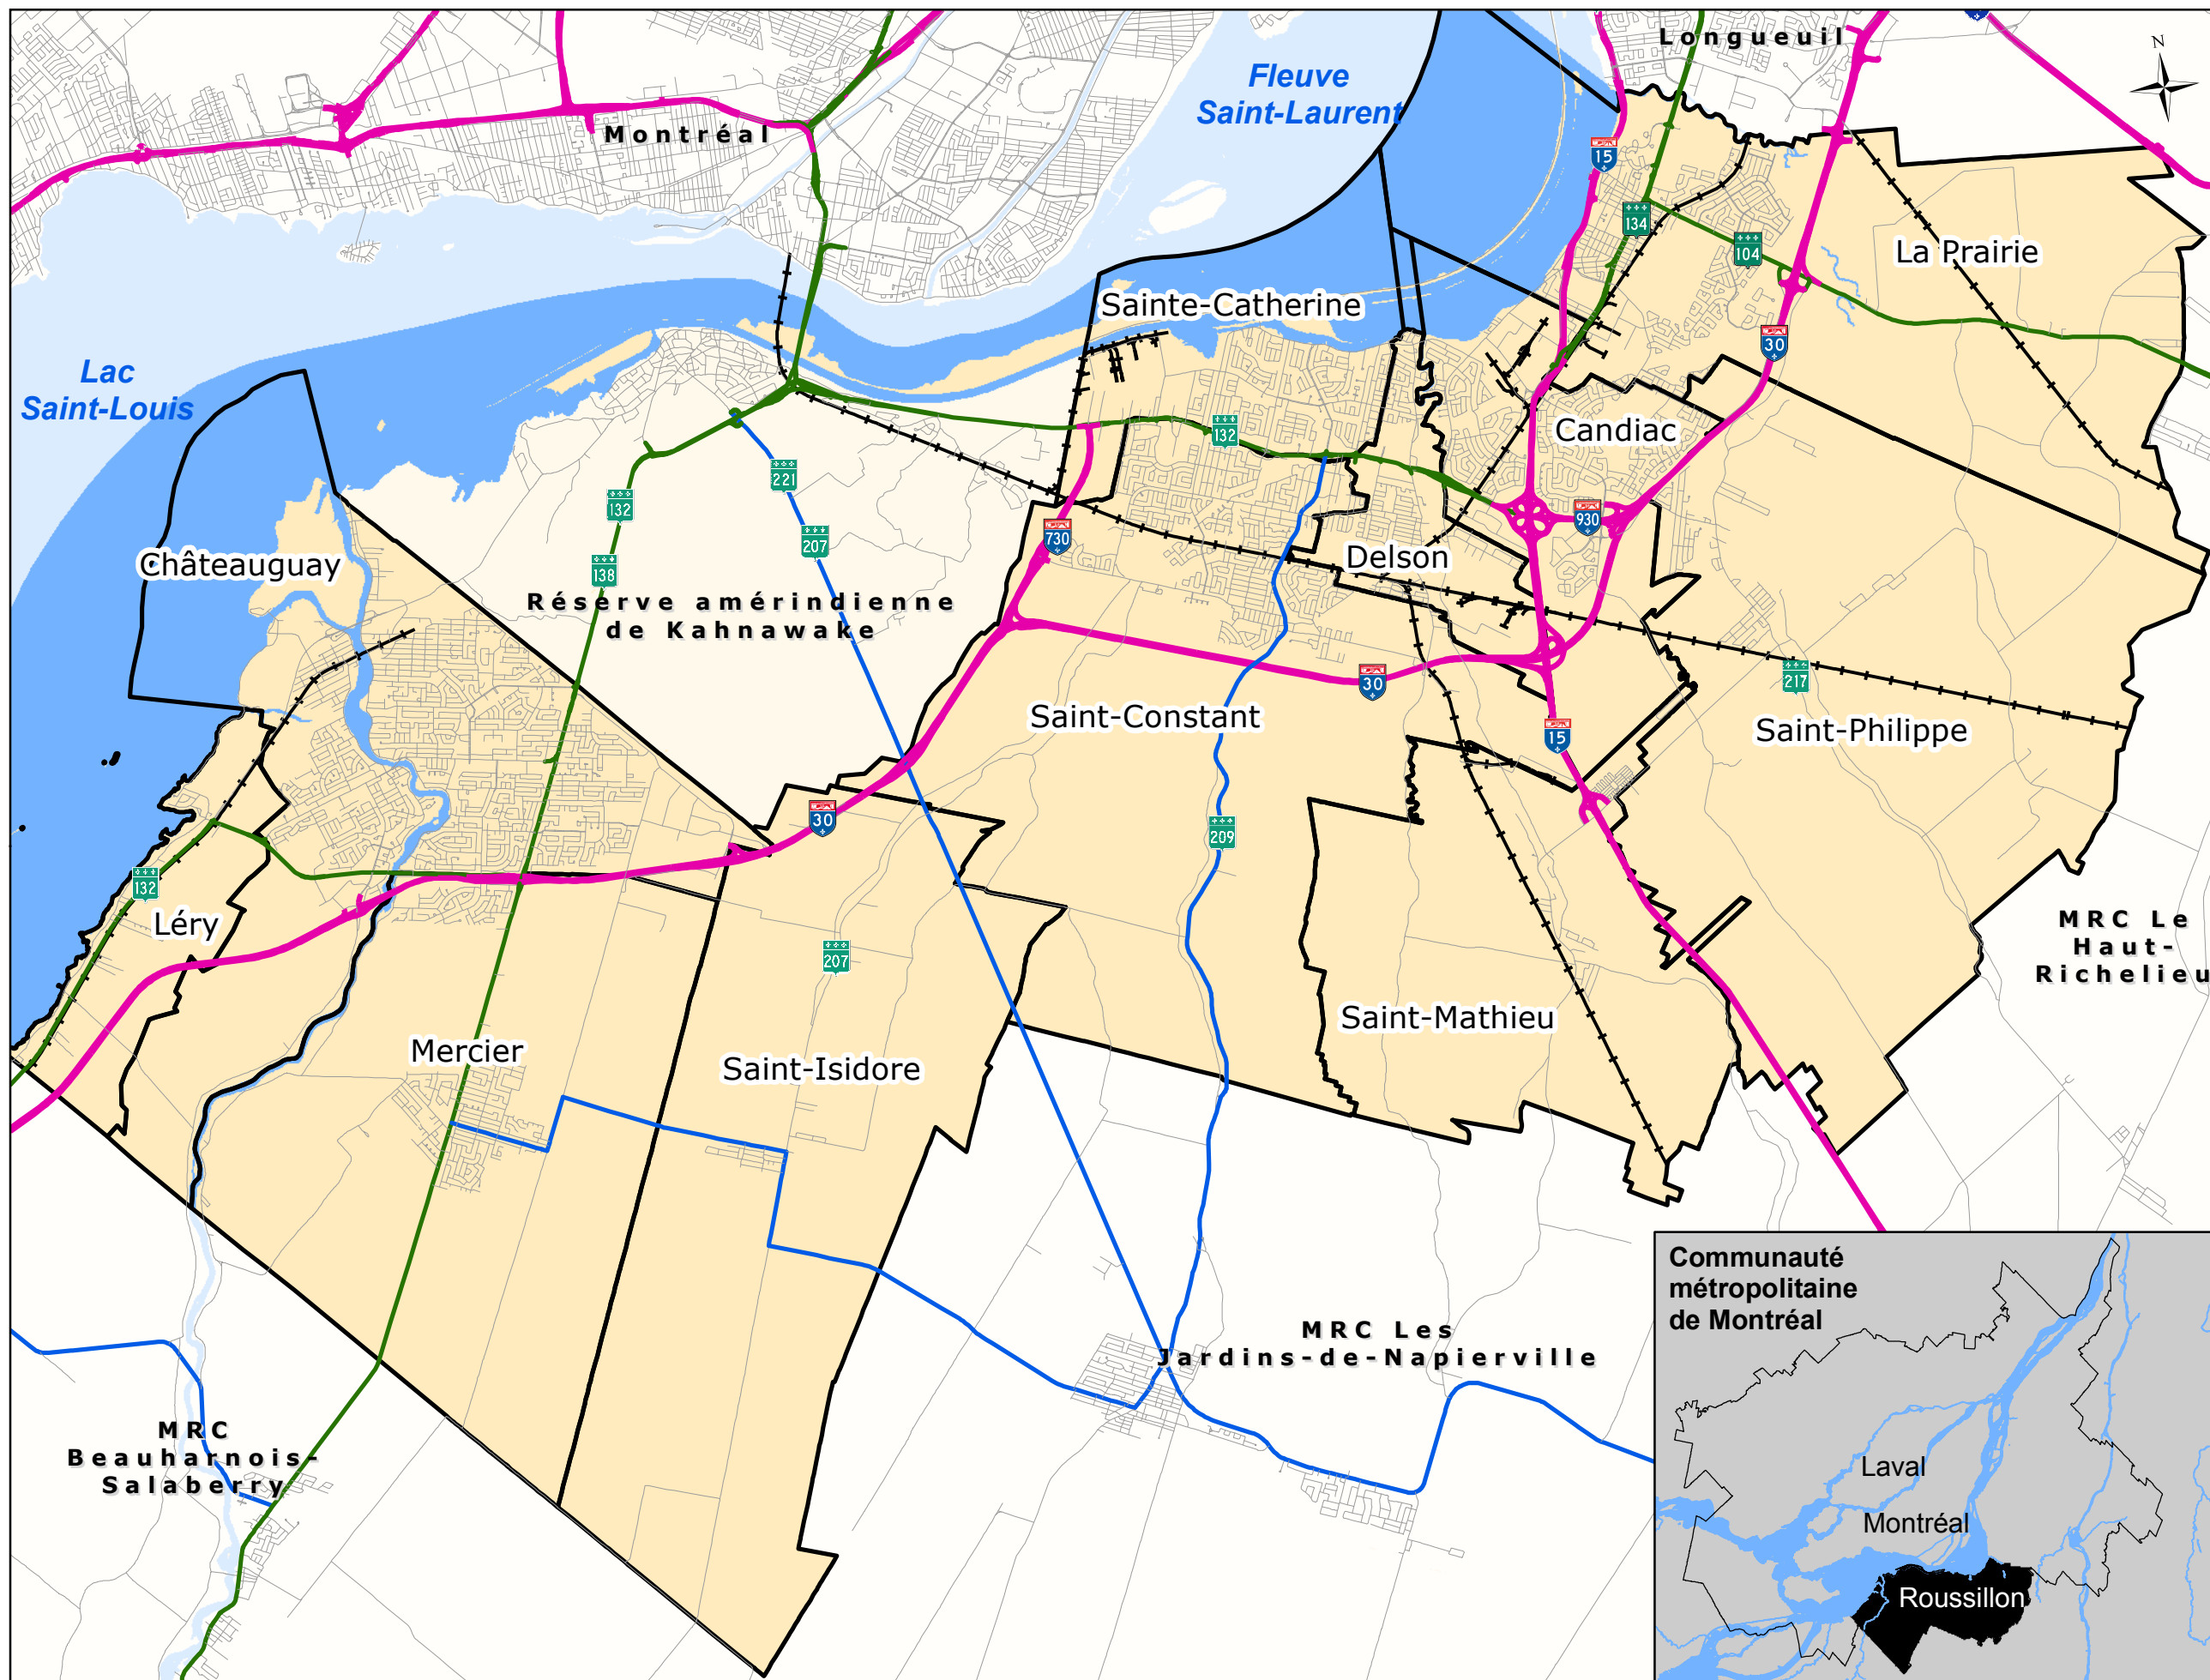 Longueuil
N
Fleuve
Saint-Laurent
Montréal
15
134
104
La Prairie
Sainte-Catherine
30
Lac
Saint-Louis
132
Candiac
221
132
207
930
730
Châteauguay
138
Delson
Réserve amérindienne
de Kahnawake
30
217
Saint-Constant
15
Saint-Philippe
30
209
132
Léry
207
MRC Le
Haut-
Richelieu
Saint-Mathieu
Mercier
Saint-Isidore
Communauté
métropolitaine
de Montréal
MRC Les
Jardins-de-Napierville
MRC
Beauharnois-
Salaberry
Laval
Montréal
Roussillon